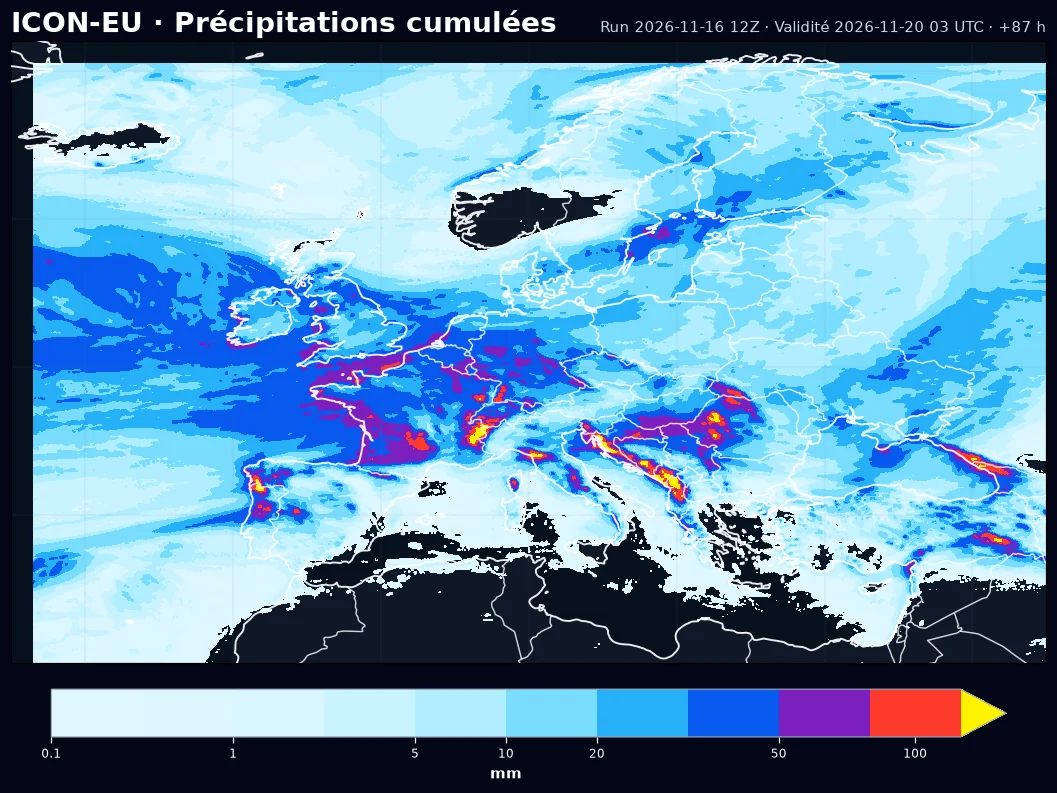 ICON-EU · Précipitations cumulées
Run 2026-11-16 12Z · Validité 2026-11-20 03 UTC · +87 h
0.1 1 5 10 20 50 100
mm